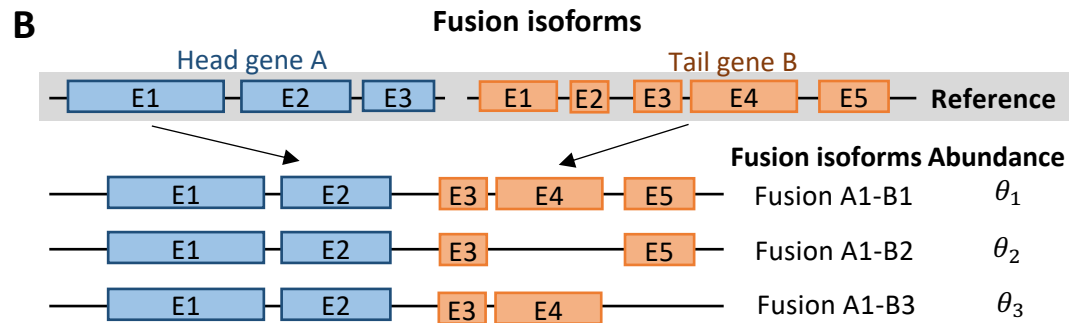 B
Fusion isoforms
Head gene A Tail gene B
E1 E2 E3 E1 E2 E3 E4 E5 Reference
Fusion isoforms Abundance
E1 E2 E3 E4 E5 Fusion A1-B1 θ1
E1 E2 E3 E5 Fusion A1-B2 θ2
E1 E2 E3 E4 Fusion A1-B3 θ3